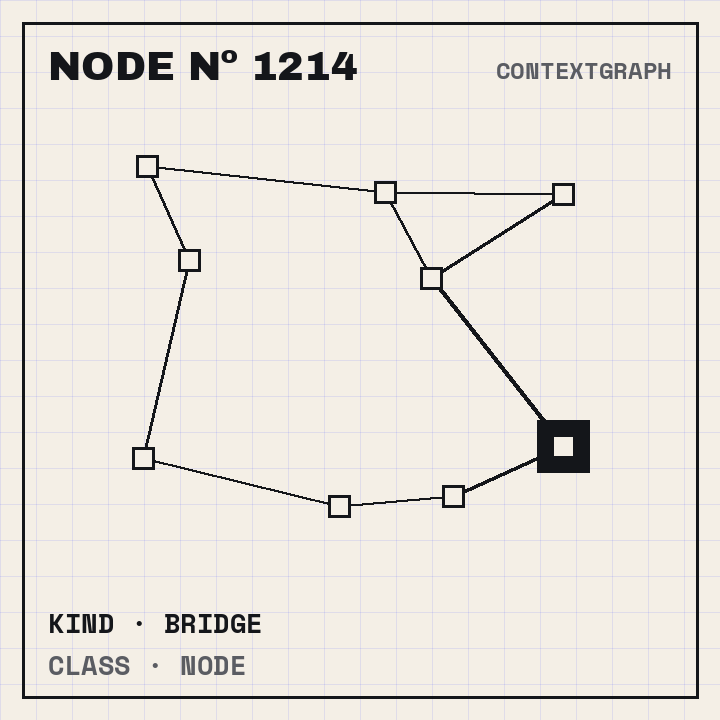 NODE Nº 1214
CONTEXTGRAPH
KIND · BRIDGE
CLASS · NODE